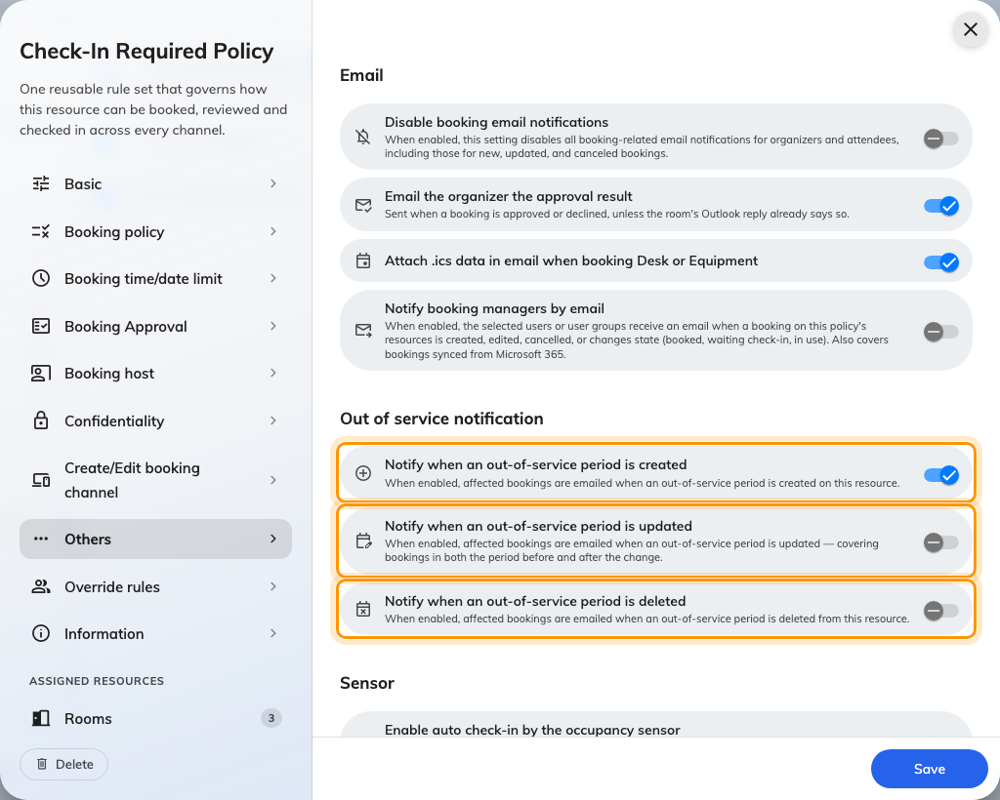 Check-In Required Policy
One reusable rule set that governs how
this resource can be booked, reviewed and
checked in across every channel.
Basic
Booking policy
Booking time/date limit
Booking Approval
Booking host
Confidentiality
Create/Edit booking
channel
Others
Override rules
Information
ASSIGNED RESOURCES
Rooms
3
Delete
Email
Disable booking email notifications
When enabled, this setting disables all booking-related email notifications for organizers and attendees,
including those for new, updated, and canceled bookings.
Email the organizer the approval result
Sent when a booking is approved or declined, unless the room's Outlook reply already says so.
Attach .ics data in email when booking Desk or Equipment
Notify booking managers by email
When enabled, the selected users or user groups receive an email when a booking on this policy's
resources is created, edited, cancelled, or changes state (booked, waiting check-in, in use). Also covers
bookings synced from Microsoft 365.
Out of service notification
Notify when an out-of-service period is created
When enabled, affected bookings are emailed when an out-of-service period is created on this resource.
Notify when an out-of-service period is updated
When enabled, affected bookings are emailed when an out-of-service period is updated — covering
bookings in both the period before and after the change.
Notify when an out-of-service period is deleted
When enabled, affected bookings are emailed when an out-of-service period is deleted from this resource.
Sensor
Enable auto check-in by the occupancy sensor
Save